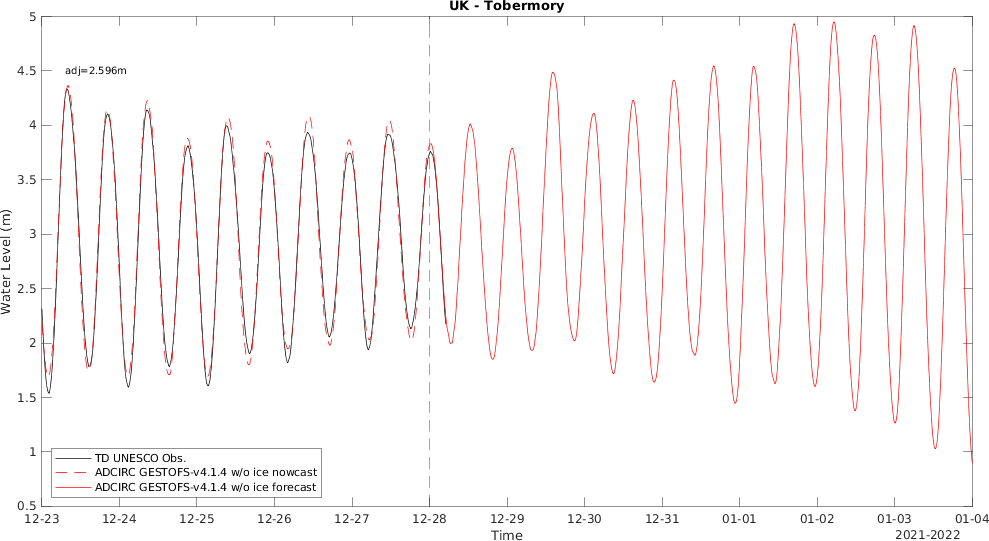 UK - Tobermory
5
4.5
4
3.5
3
2.5
2
1.5
1
0.5
Water Level (m)
adj=2.596m
TD UNESCO Obs.
ADCIRC GESTOFS-v4.1.4 w/o ice nowcast
ADCIRC GESTOFS-v4.1.4 w/o ice forecast
12-23 12-24 12-25 12-26 12-27 12-28 12-29 12-30 12-31 01-01 01-02 01-03 01-04
Time
2021-2022